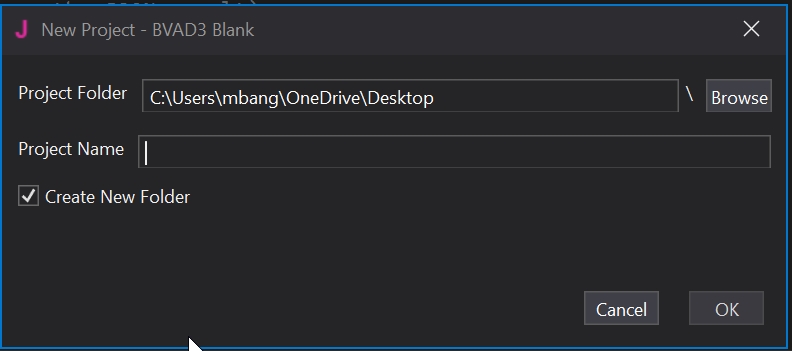 J New Project - BVAD3 Blank
Project Folder C:\Users\mbang\OneDrive\Desktop \ Browse
Project Name
Create New Folder
Cancel OK